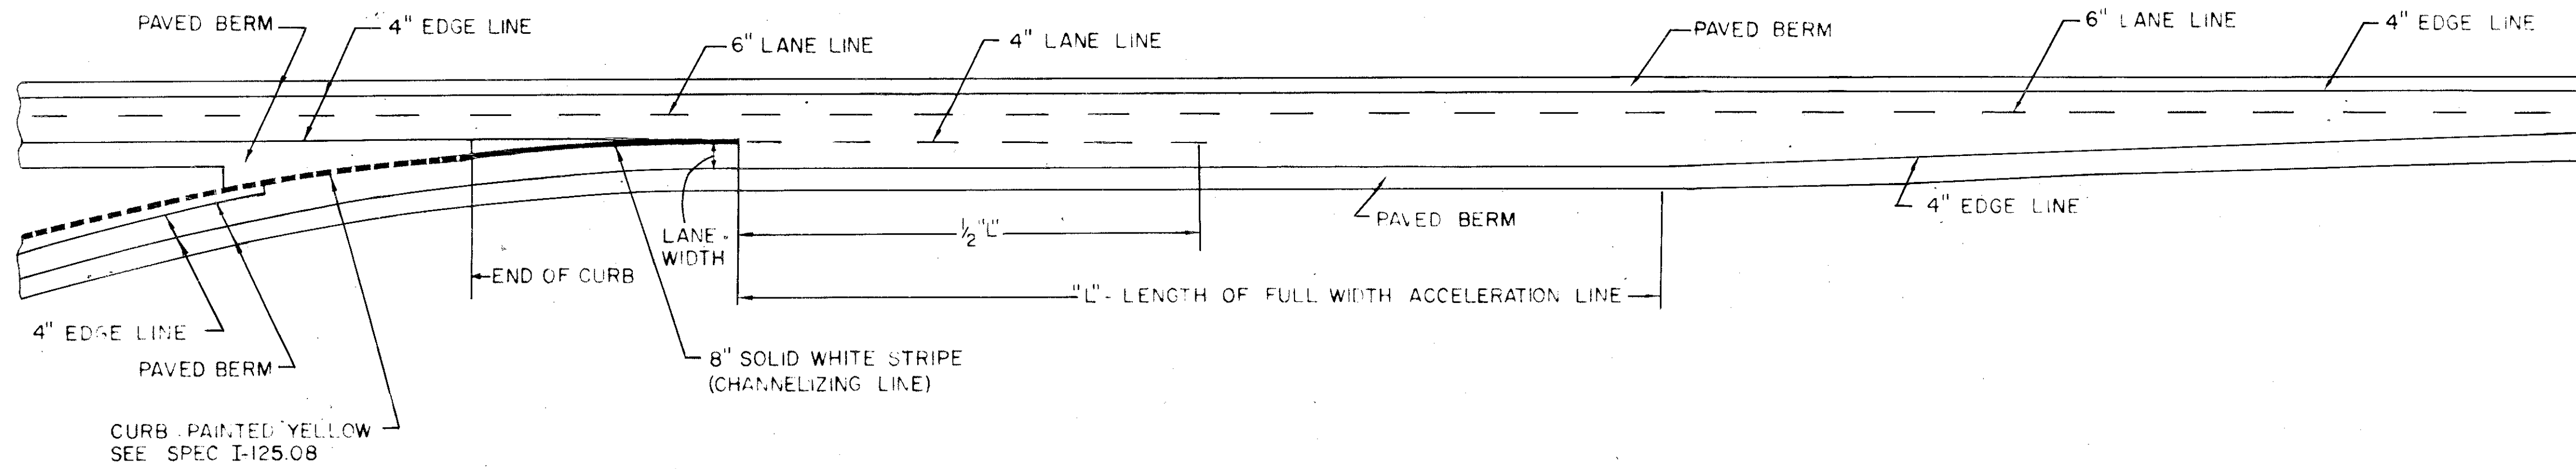 PAVED BERM
4" EDGE LINE
6" LANE LINE
4" LANE LINE
PAVED BERM
6" LANE LINE
4" EDGE LINE
LANE
WIDTH
½ "L"
PAVED BERM
4" EDGE LINE
END OF CURB
"L" - LENGTH OF FULL WIDTH ACCELERATION LINE
4" EDGE LINE
PAVED BERM
8" SOLID WHITE STRIPE
(CHANNELIZING LINE)
CURB PAINTED YELLOW
SEE SPEC I-125.08